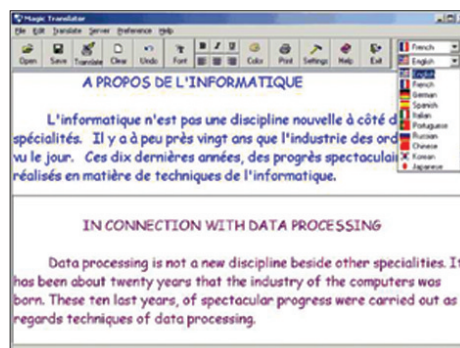 Magic Translator
File Edit Translate Server Preference Help
Open Save Translate Clear Undo Font B I U Color Print Settings Help Exit
French
English
English
French
German
Spanish
Italian
Portuguese
Russian
Chinese
Korean
Japanese
A PROPOS DE L'INFORMATIQUE
L'informatique n'est pas une discipline nouvelle à côté d
spécialités. Il y a à peu près vingt ans que l'industrie des ord
vu le jour. Ces dix dernières années, des progrès spectaculai
réalisés en matière de techniques de l'informatique.
IN CONNECTION WITH DATA PROCESSING
Data processing is not a new discipline beside other specialities. It
has been about twenty years that the industry of the computers was
born. These ten last years, of spectacular progress were carried out as
regards techniques of data processing.